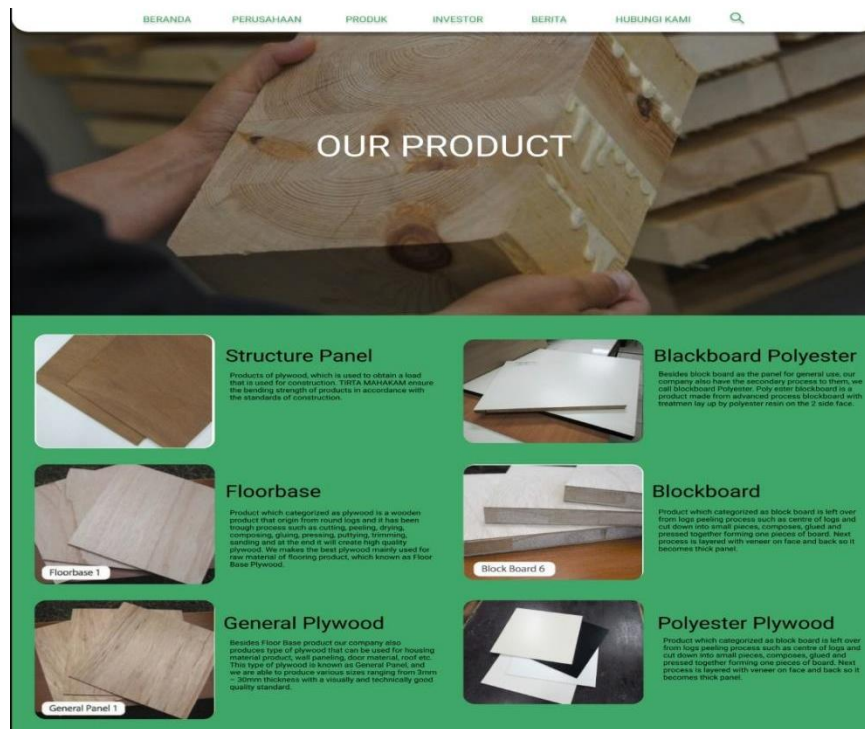 BERANDA PERUSAHAAN PRODUK INVESTOR BERITA HUBUNGI KAMI
OUR PRODUCT
Structure Panel
Products of plywood, which is used to obtain a load
that is used for construction. TIRTA MAHAKAM ensure
the bending strength of products in accordance with
the standards of construction.
Blackboard Polyester
Besides block board as the panel for general use, our
company also have the secondary process to them, we
call blockboard Polyester. Poly ester blockboard is a
product made from advanced process blockboard with
treatmen lay up by polyester resin on the 2 side face.
Floorbase 1
Floorbase
Product which categorized as plywood is a wooden
product that origin from round logs and it has been
trough process such as cutting, peeling, drying,
composing, gluing, pressing, puttying, trimming,
sanding and at the end it will create high quality
plywood. We makes the best plywood mainly used for
raw material of flooring product, which known as Floor
Base Plywood.
Block Board 6
Blockboard
Product which categorized as block board is left over
from logs peeling process such as centre of logs and
cut down into small pieces, composes, glued and
pressed together forming one pieces of board. Next
process is layered with veneer on face and back so it
becomes thick panel.
General Panel 1
General Plywood
Besides Floor Base product our company also
produces type of plywood that can be used for housing
material product, wall paneling, door material, roof etc.
This type of plywood is known as General Panel, and
we are able to produce various sizes ranging from 3mm
– 30mm thickness with a visually and technically good
quality standard.
Polyester Plywood
Product which categorized as block board is left over
from logs peeling process such as centre of logs and
cut down into small pieces, composes, glued and
pressed together forming one pieces of board. Next
process is layered with veneer on face and back so it
becomes thick panel.